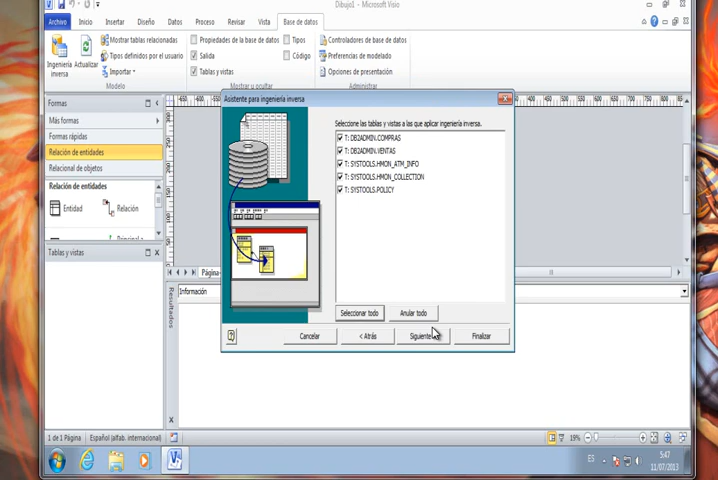 Dibujo1 - Microsoft Visio
Archivo Inicio Insertar Diseño Datos Proceso Revisar Vista Base de datos
Ingeniería inversa
Actualizar
Mostrar tablas relacionadas
Tipos definidos por el usuario
Importar
Modelo
Propiedades de la base de datos
Salida
Tablas y vistas
Tipos
Código
Mostrar u ocultar
Controladores de base de datos
Preferencias de modelado
Opciones de presentación
Administrar
Formas
Más formas
Formas rápidas
Relación de entidades
Relacional de objetos
Relación de entidades
Entidad Relación
Tablas y vistas
Asistente para ingeniería inversa
Seleccione las tablas y vistas a las que aplicar ingeniería inversa.
T: DB2ADMIN.COMPRAS
T: DB2ADMIN.VENTAS
T: SYSTOOLS.HMON_ATM_INFO
T: SYSTOOLS.HMON_COLLECTION
T: SYSTOOLS.POLICY
Seleccionar todo Anular todo
Cancelar < Atrás Siguiente Finalizar
Página-
Información
Resultados
1 de 1 Página Español (alfab. internacional) 19%
ES
5:47
11/07/2013